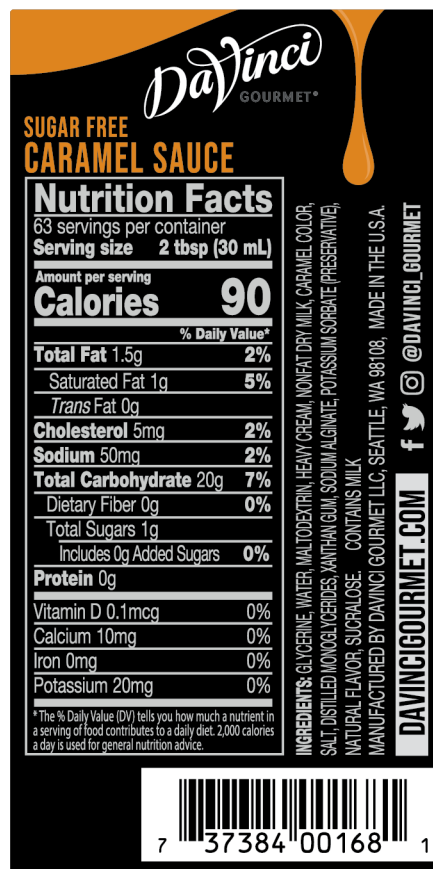 DaVinci
GOURMET®
SUGAR FREE
CARAMEL SAUCE
Nutrition Facts
63 servings per container
Serving size 2 tbsp (30 mL)
Amount per serving
Calories 90
% Daily Value*
Total Fat 1.5g 2%
Saturated Fat 1g 5%
Trans Fat 0g
Cholesterol 5mg 2%
Sodium 50mg 2%
Total Carbohydrate 20g 7%
Dietary Fiber 0g 0%
Total Sugars 1g
Includes 0g Added Sugars 0%
Protein 0g
Vitamin D 0.1mcg 0%
Calcium 10mg 0%
Iron 0mg 0%
Potassium 20mg 0%
* The % Daily Value (DV) tells you how much a nutrient in
a serving of food contributes to a daily diet. 2,000 calories
a day is used for general nutrition advice.
INGREDIENTS: GLYCERINE, WATER, MALTODEXTRIN, HEAVY CREAM, NONFAT DRY MILK, CARAMEL COLOR,
SALT, DISTILLED MONOGLYCERIDES, XANTHAN GUM, SODIUM ALGINATE, POTASSIUM SORBATE (PRESERVATIVE),
NATURAL FLAVOR, SUCRALOSE. CONTAINS MILK
MANUFACTURED BY DAVINCI GOURMET LLC, SEATTLE, WA 98108, MADE IN THE U.S.A.
DAVINCIGOURMET.COM
@DAVINCI_GOURMET
7 37384 00168 1